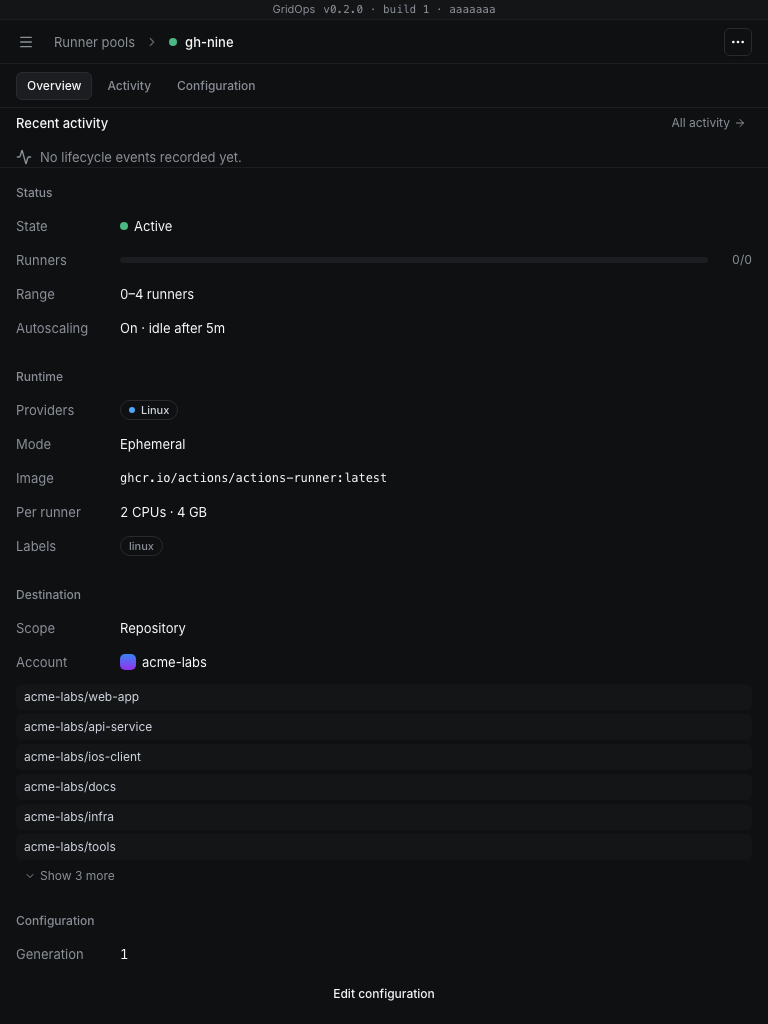 GridOps v0.2.0 · build 1 · aaaaaaa
Runner pools gh-nine
Overview Activity Configuration
Recent activity All activity →
No lifecycle events recorded yet.
Status
State Active
Runners 0/0
Range 0–4 runners
Autoscaling On · idle after 5m
Runtime
Providers Linux
Mode Ephemeral
Image ghcr.io/actions/actions-runner:latest
Per runner 2 CPUs · 4 GB
Labels linux
Destination
Scope Repository
Account acme-labs
acme-labs/web-app
acme-labs/api-service
acme-labs/ios-client
acme-labs/docs
acme-labs/infra
acme-labs/tools
Show 3 more
Configuration
Generation 1
Edit configuration